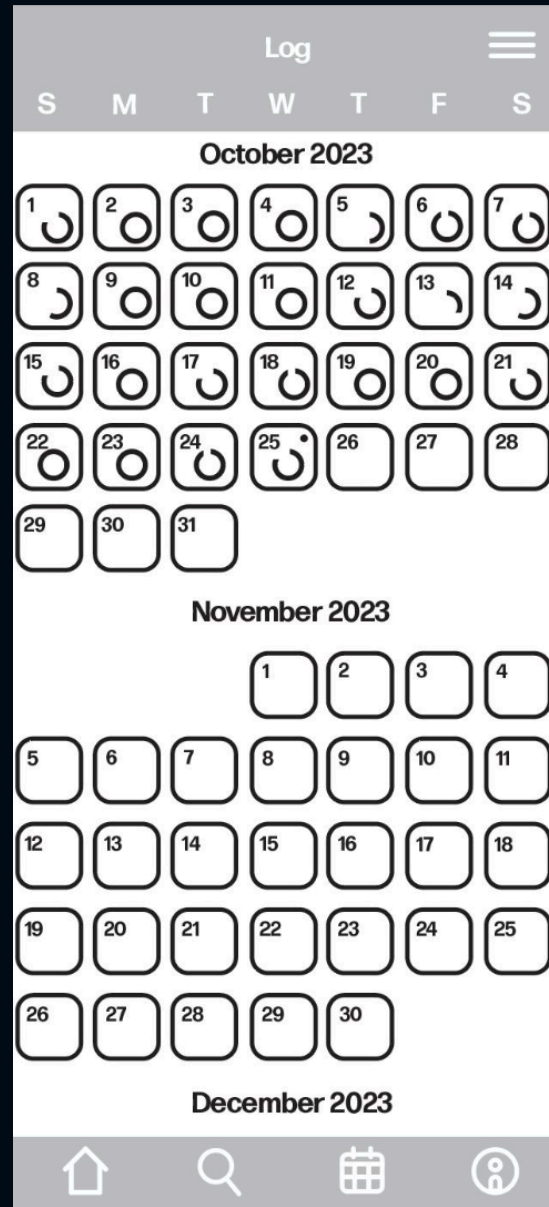 Log
S M T W T F S
October 2023
1 2 3 4 5 6 7
8 9 10 11 12 13 14
15 16 17 18 19 20 21
22 23 24 25 26 27 28
29 30 31
November 2023
1 2 3 4
5 6 7 8 9 10 11
12 13 14 15 16 17 18
19 20 21 22 23 24 25
26 27 28 29 30
December 2023